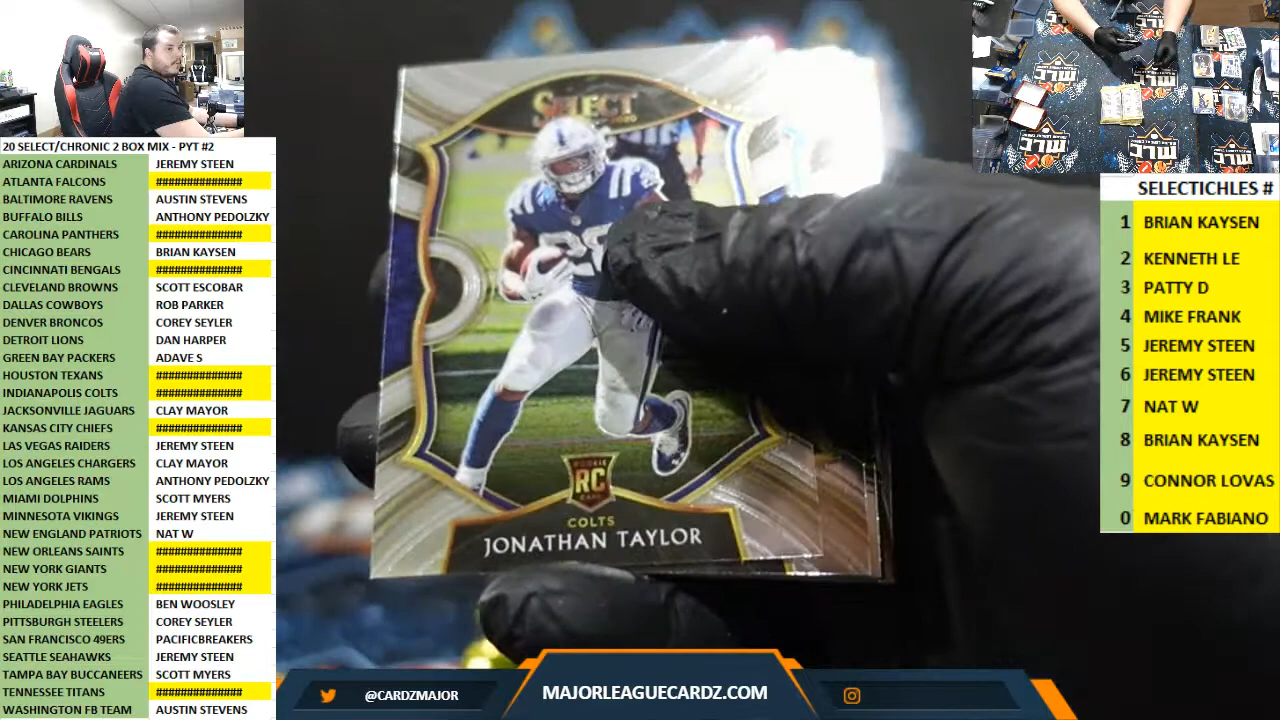 20 SELECT/CHRONIC 2 BOX MIX - PYT #2
ARIZONA CARDINALS JEREMY STEEN
ATLANTA FALCONS ##############
BALTIMORE RAVENS AUSTIN STEVENS
BUFFALO BILLS ANTHONY PEDOLZKY
CAROLINA PANTHERS ##############
CHICAGO BEARS BRIAN KAYSEN
CINCINNATI BENGALS ##############
CLEVELAND BROWNS SCOTT ESCOBAR
DALLAS COWBOYS ROB PARKER
DENVER BRONCOS COREY SEYLER
DETROIT LIONS DAN HARPER
GREEN BAY PACKERS ADAVE S
HOUSTON TEXANS ##############
INDIANAPOLIS COLTS ##############
JACKSONVILLE JAGUARS CLAY MAYOR
KANSAS CITY CHIEFS ##############
LAS VEGAS RAIDERS JEREMY STEEN
LOS ANGELES CHARGERS CLAY MAYOR
LOS ANGELES RAMS ANTHONY PEDOLZKY
MIAMI DOLPHINS SCOTT MYERS
MINNESOTA VIKINGS JEREMY STEEN
NEW ENGLAND PATRIOTS NAT W
NEW ORLEANS SAINTS ##############
NEW YORK GIANTS ##############
NEW YORK JETS ##############
PHILADELPHIA EAGLES BEN WOOSLEY
PITTSBURGH STEELERS COREY SEYLER
SAN FRANCISCO 49ERS PACIFICBREAKERS
SEATTLE SEAHAWKS JEREMY STEEN
TAMPA BAY BUCCANEERS SCOTT MYERS
TENNESSEE TITANS ##############
WASHINGTON FB TEAM AUSTIN STEVENS
SELECT
ROOKIE
RC
CARD
COLTS
JONATHAN TAYLOR
@CARDZMAJOR
MAJORLEAGUECARDZ.COM
SELECTICHLES #
1 BRIAN KAYSEN
2 KENNETH LE
3 PATTY D
4 MIKE FRANK
5 JEREMY STEEN
6 JEREMY STEEN
7 NAT W
8 BRIAN KAYSEN
9 CONNOR LOVAS
0 MARK FABIANO